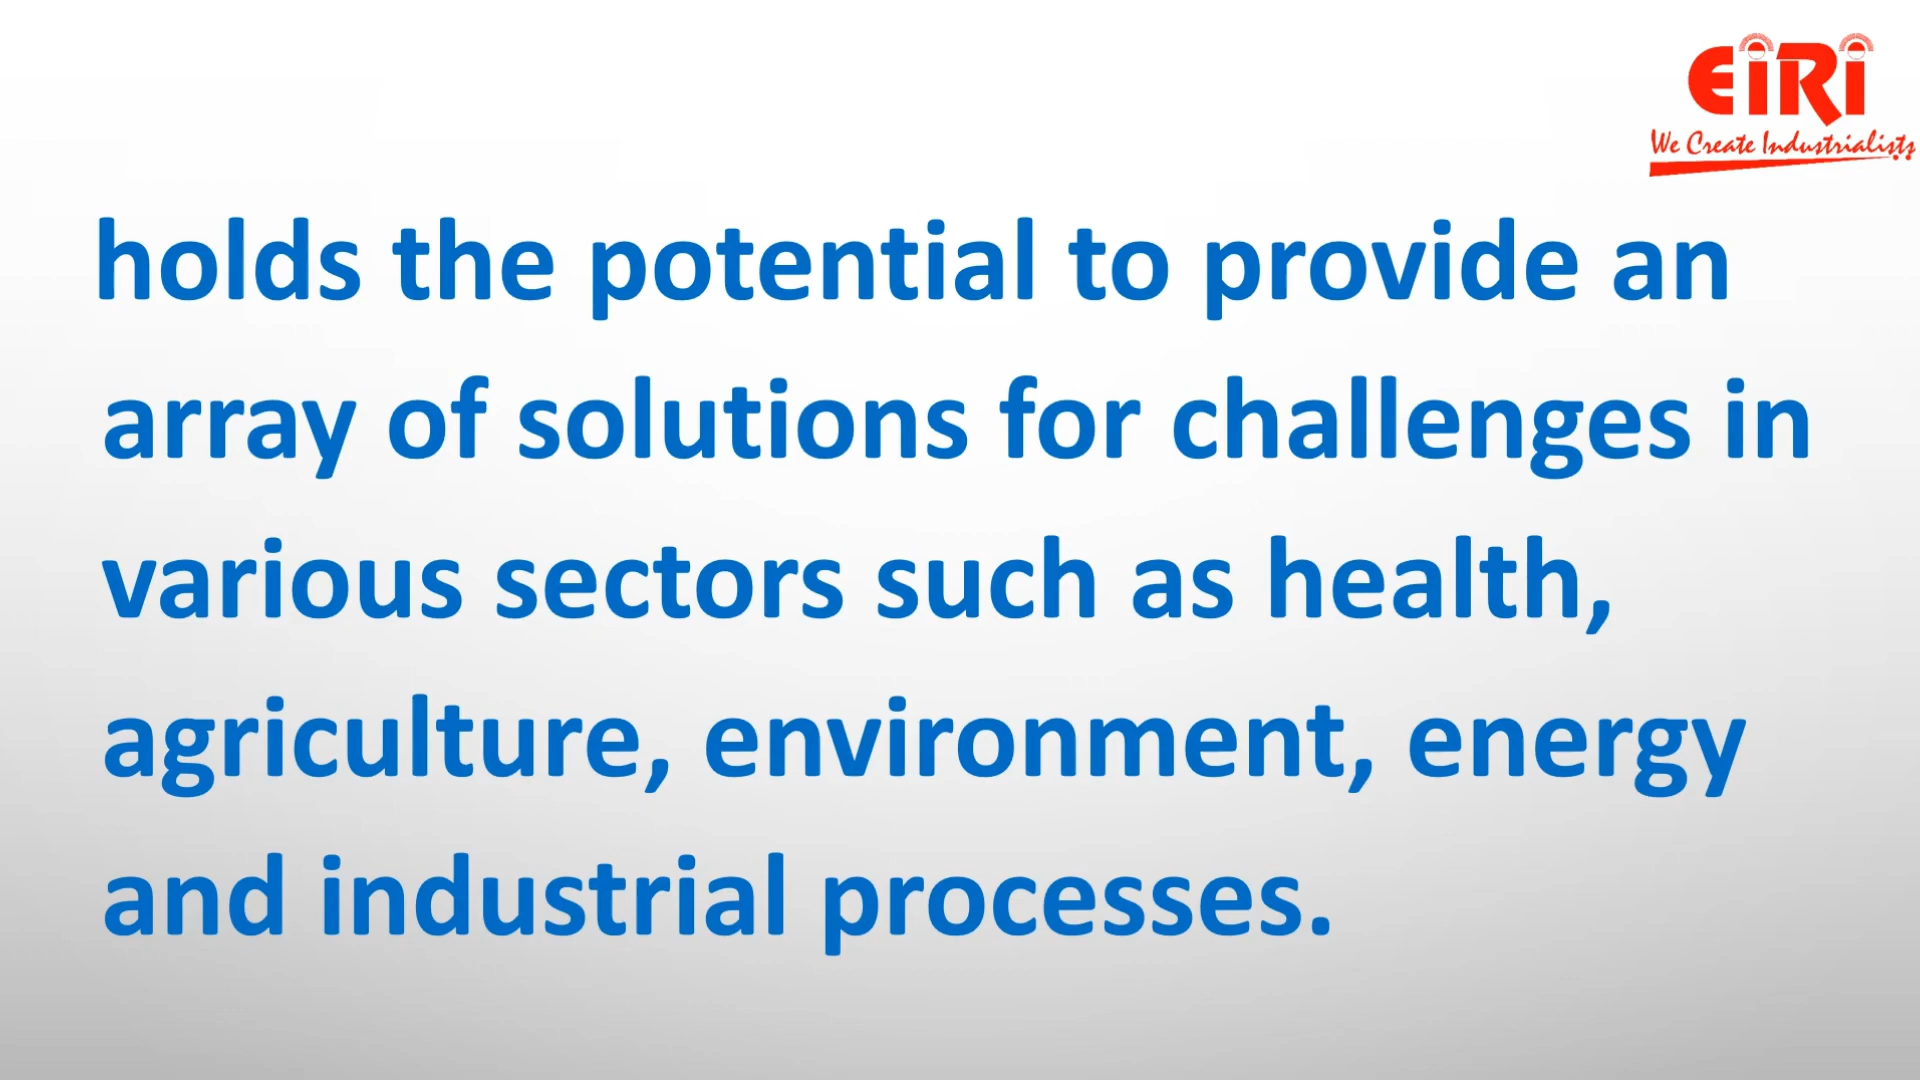 EiRi
We Create Industrialists
holds the potential to provide an
array of solutions for challenges in
various sectors such as health,
agriculture, environment, energy
and industrial processes.